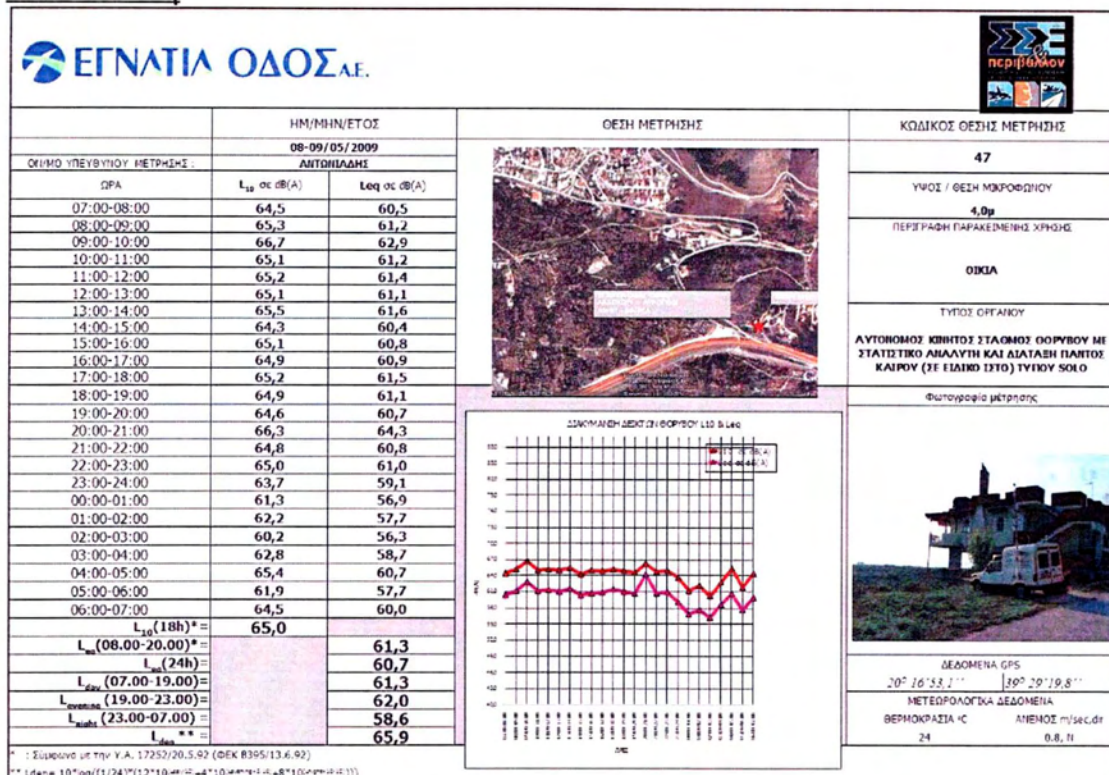 ΕΓΝΑΤΙΑ ΟΔΟΣ Α.Ε.
ΣΣΕ
&
περιβάλλον
ΗΜ/ΜΗΝ/ΕΤΟΣ
08-09/05/2009
ΟΝ/ΜΟ ΥΠΕΥΘΥΝΟΥ ΜΕΤΡΗΣΗΣ : ΑΝΤΩΝΙΑΔΗΣ
ΩΡΑ L10 σε dB(A) Leq σε dB(A)
07:00-08:00 64,5 60,5
08:00-09:00 65,3 61,2
09:00-10:00 66,7 62,9
10:00-11:00 65,1 61,2
11:00-12:00 65,2 61,4
12:00-13:00 65,1 61,1
13:00-14:00 65,5 61,6
14:00-15:00 64,3 60,4
15:00-16:00 65,1 60,8
16:00-17:00 64,9 60,9
17:00-18:00 65,2 61,5
18:00-19:00 64,9 61,1
19:00-20:00 64,6 60,7
20:00-21:00 66,3 64,3
21:00-22:00 64,8 60,8
22:00-23:00 65,0 61,0
23:00-24:00 63,7 59,1
00:00-01:00 61,3 56,9
01:00-02:00 62,2 57,7
02:00-03:00 60,2 56,3
03:00-04:00 62,8 58,7
04:00-05:00 65,4 60,7
05:00-06:00 61,9 57,7
06:00-07:00 64,5 60,0
L10(18h)*= 65,0
Leq(08.00-20.00)*= 61,3
Leq(24h)= 60,7
Lday (07.00-19.00)= 61,3
Levening (19.00-23.00)= 62,0
Lnight (23.00-07.00) = 58,6
Lden ** = 65,9
* : Σύμφωνα με την Υ.Α. 17252/20.5.92 (ΦΕΚ Β395/13.6.92)
ΘΕΣΗ ΜΕΤΡΗΣΗΣ
ΔΙΑΚΥΜΑΝΣΗ ΔΕΙΚΤΩΝ ΘΟΡΥΒΟΥ L10 & Leq
ΚΩΔΙΚΟΣ ΘΕΣΗΣ ΜΕΤΡΗΣΗΣ
47
ΥΨΟΣ / ΘΕΣΗ ΜΙΚΡΟΦΩΝΟΥ
4,0μ
ΠΕΡΙΓΡΑΦΗ ΠΑΡΑΚΕΙΜΕΝΗΣ ΧΡΗΣΗΣ
ΟΙΚΙΑ
ΤΥΠΟΣ ΟΡΓΑΝΟΥ
ΑΥΤΟΝΟΜΟΣ ΚΙΝΗΤΟΣ ΣΤΑΘΜΟΣ ΘΟΡΥΒΟΥ ΜΕ
ΣΤΑΤΙΣΤΙΚΟ ΑΝΑΛΥΤΗ ΚΑΙ ΔΙΑΤΑΞΗ ΠΑΝΤΟΣ
ΚΑΙΡΟΥ (ΣΕ ΕΙΔΙΚΟ ΙΣΤΟ) ΤΥΠΟΥ SOLO
Φωτογραφία μέτρησης
ΔΕΔΟΜΕΝΑ GPS
20º 16'53,1'' 39º 29'19,8''
ΜΕΤΕΩΡΟΛΟΓΙΚΑ ΔΕΔΟΜΕΝΑ
ΘΕΡΜΟΚΡΑΣΙΑ ºC ΑΝΕΜΟΣ m/sec,dir
24 0.8, N